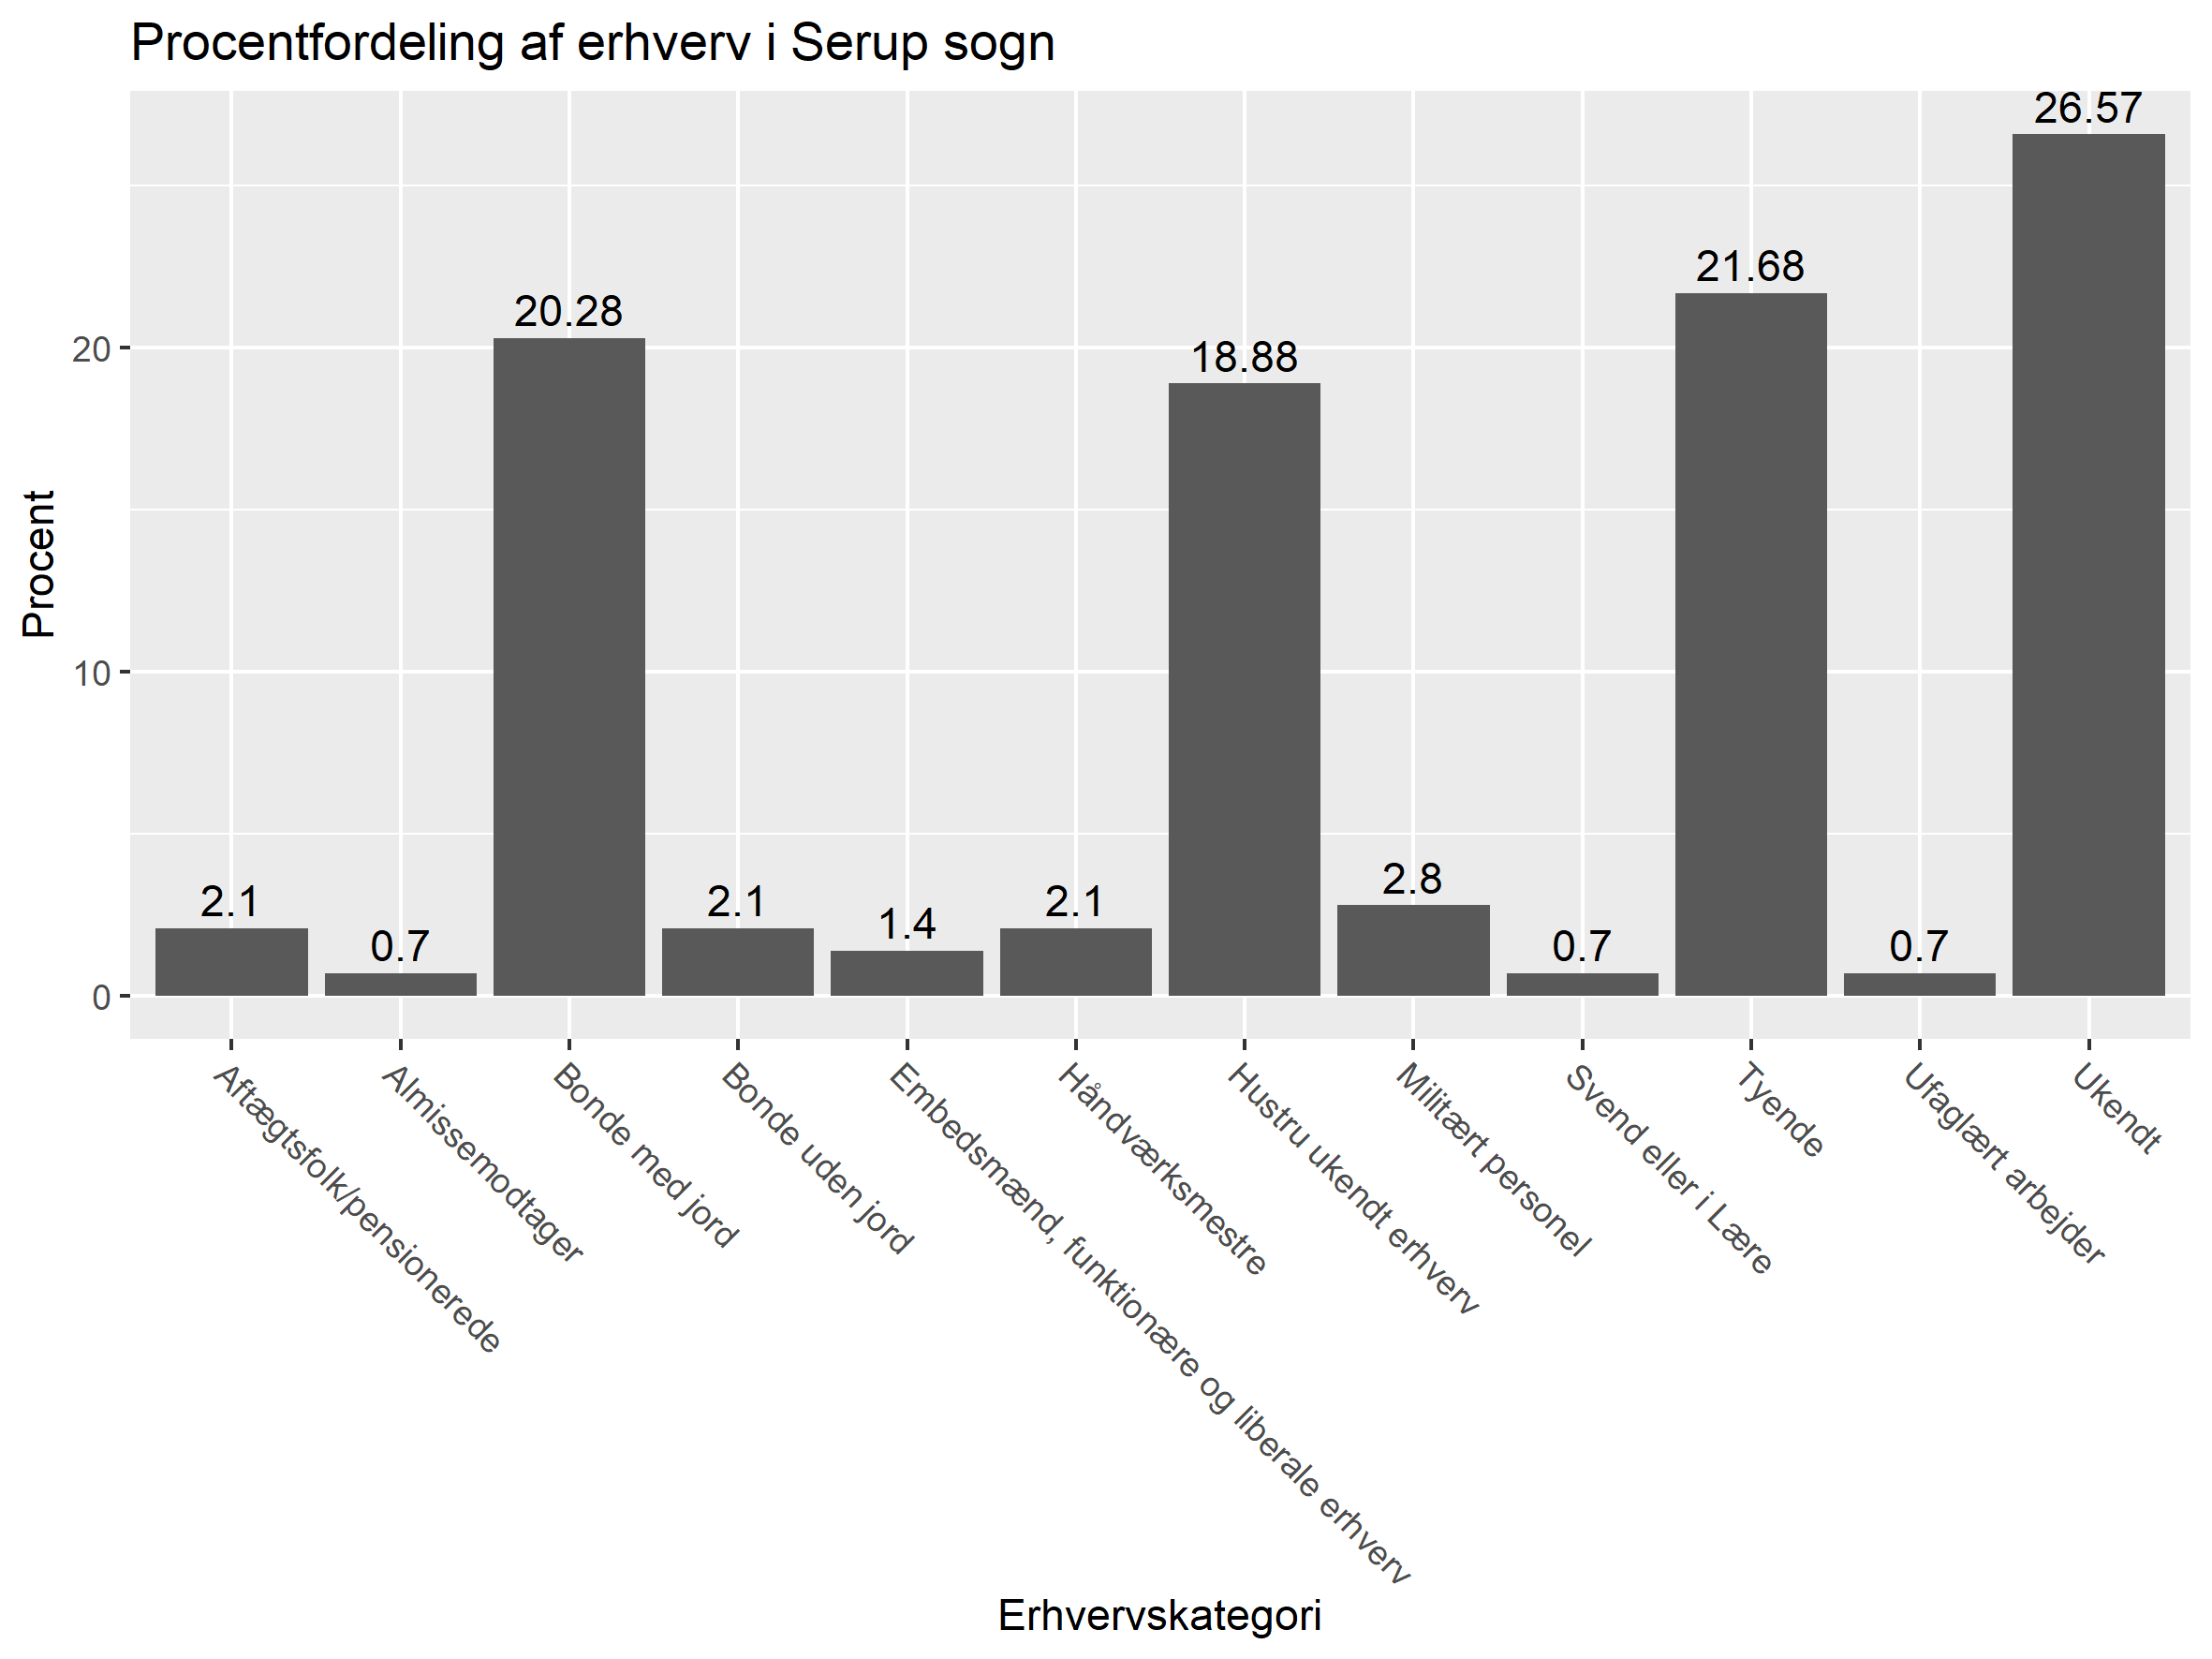 Procentfordeling af erhverv i Serup sogn
26.57
21.68
20.28
18.88
2.8
2.1
2.1
2.1
1.4
0.7
0.7
0.7
20
10
0
Procent
Aftægtsfolk/pensionerede
Almissemodtager
Bonde med jord
Bonde uden jord
Embedsmænd, funktionære og liberale erhverv
Håndværksmestre
Hustru ukendt erhverv
Militært personel
Svend eller i Lære
Tyende
Ufaglært arbejder
Ukendt
Erhvervskategori